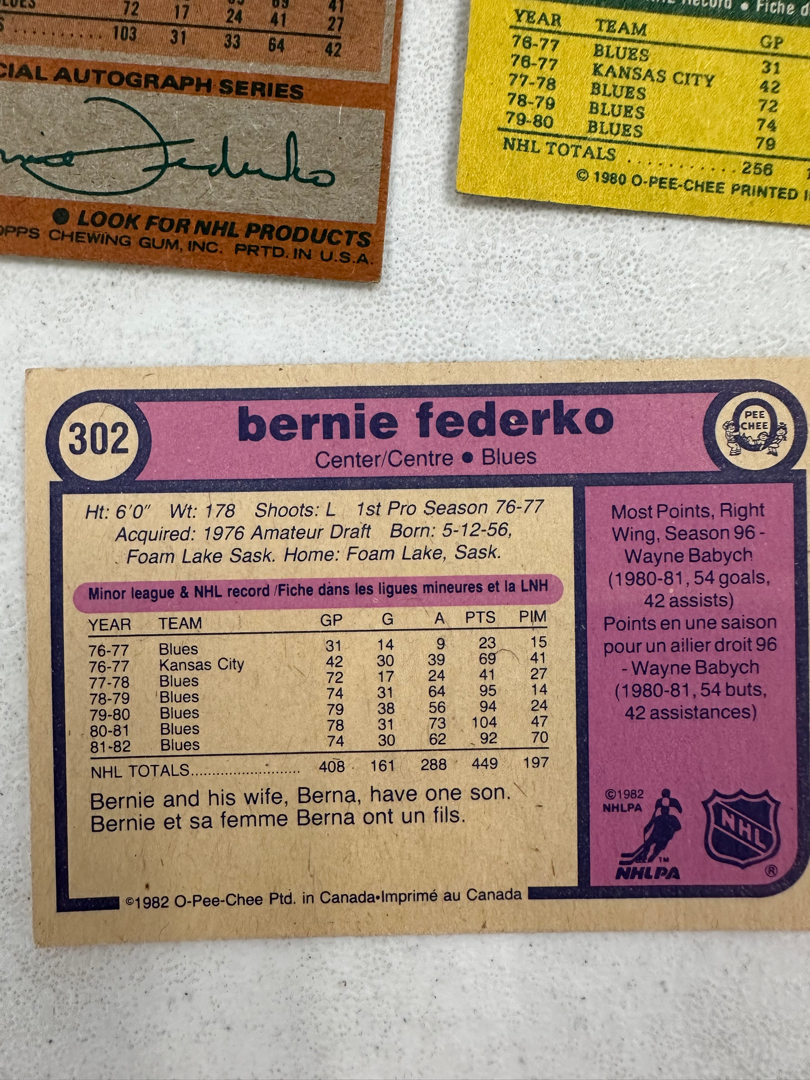 72 17 24 41 27
103 31 33 64 42
CIAL AUTOGRAPH SERIES
Federko
LOOK FOR NHL PRODUCTS
OPPS CHEWING GUM, INC. PRTD. IN U.S.A.
Record • Fiche d
YEAR TEAM GP
76-77 BLUES 31
76-77 KANSAS CITY 42
77-78 BLUES 72
78-79 BLUES 74
79-80 BLUES 79
NHL TOTALS .......... 256
© 1980 O-PEE-CHEE PRINTED I
302
bernie federko
Center/Centre • Blues
O
PEE
CHEE
Ht: 6'0" Wt: 178 Shoots: L 1st Pro Season 76-77
Acquired: 1976 Amateur Draft Born: 5-12-56,
Foam Lake Sask. Home: Foam Lake, Sask.
Minor league & NHL record /Fiche dans les ligues mineures et la LNH
YEAR TEAM GP G A PTS PIM
76-77 Blues 31 14 9 23 15
76-77 Kansas City 42 30 39 69 41
77-78 Blues 72 17 24 41 27
78-79 Blues 74 31 64 95 14
79-80 Blues 79 38 56 94 24
80-81 Blues 78 31 73 104 47
81-82 Blues 74 30 62 92 70
NHL TOTALS.......................... 408 161 288 449 197
Bernie and his wife, Berna, have one son.
Bernie et sa femme Berna ont un fils.
©1982 O-Pee-Chee Ptd. in Canada•Imprimé au Canada
Most Points, Right
Wing, Season 96 -
Wayne Babych
(1980-81, 54 goals,
42 assists)
Points en une saison
pour un ailier droit 96
- Wayne Babych
(1980-81, 54 buts,
42 assistances)
©1982
NHLPA
TM
NHLPA
NHL
®